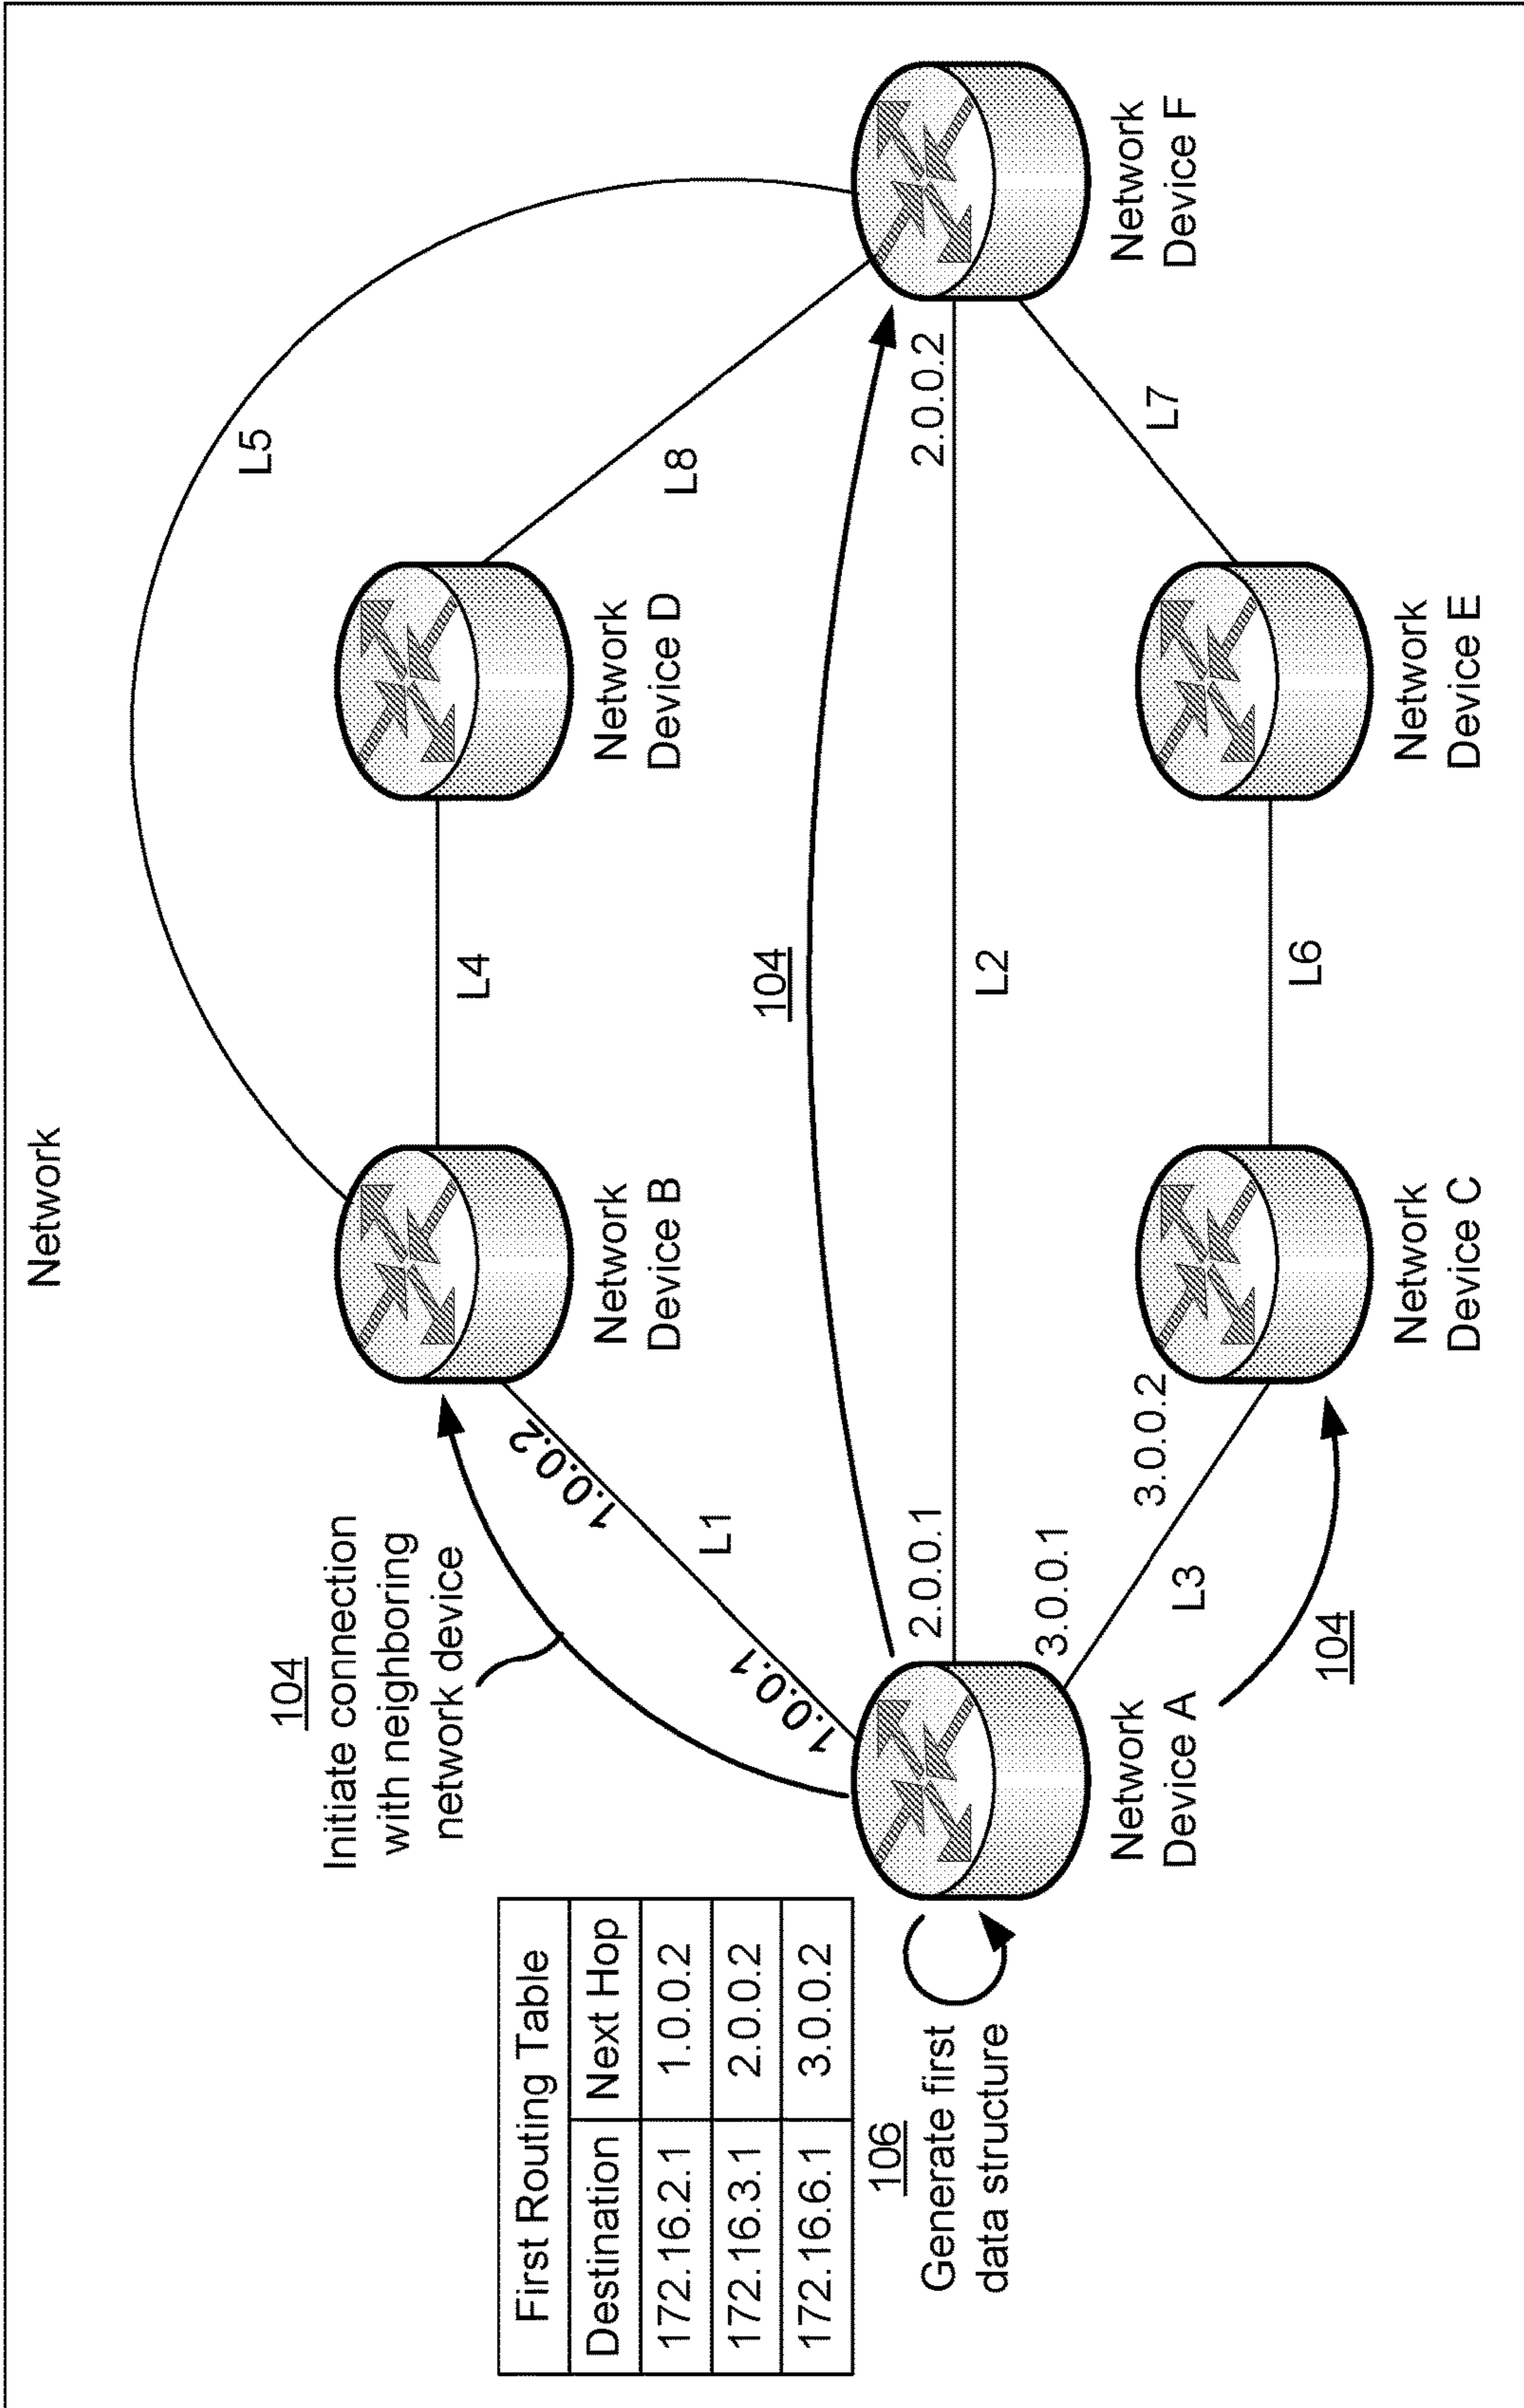 Network
L5
104
Initiate connection
with neighboring
network device
Network
Device B
L4
Network
Device D
L8
1.0.0.2
1.0.0.1
L1
First Routing Table
Destination Next Hop
172.16.2.1 1.0.0.2
172.16.3.1 2.0.0.2
172.16.6.1 3.0.0.2
104
2.0.0.1
L2
2.0.0.2
106
Generate first
data structure
Network
Device A
Network
Device F
3.0.0.1
3.0.0.2
L3
104
L6
L7
Network
Device C
Network
Device E